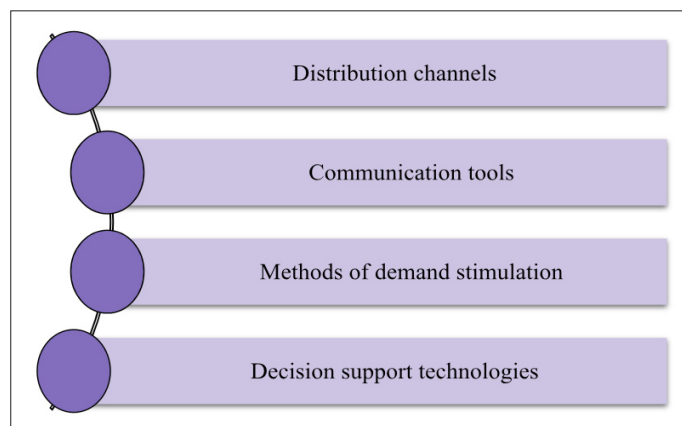 Distribution channels
Communication tools
Methods of demand stimulation
Decision support technologies